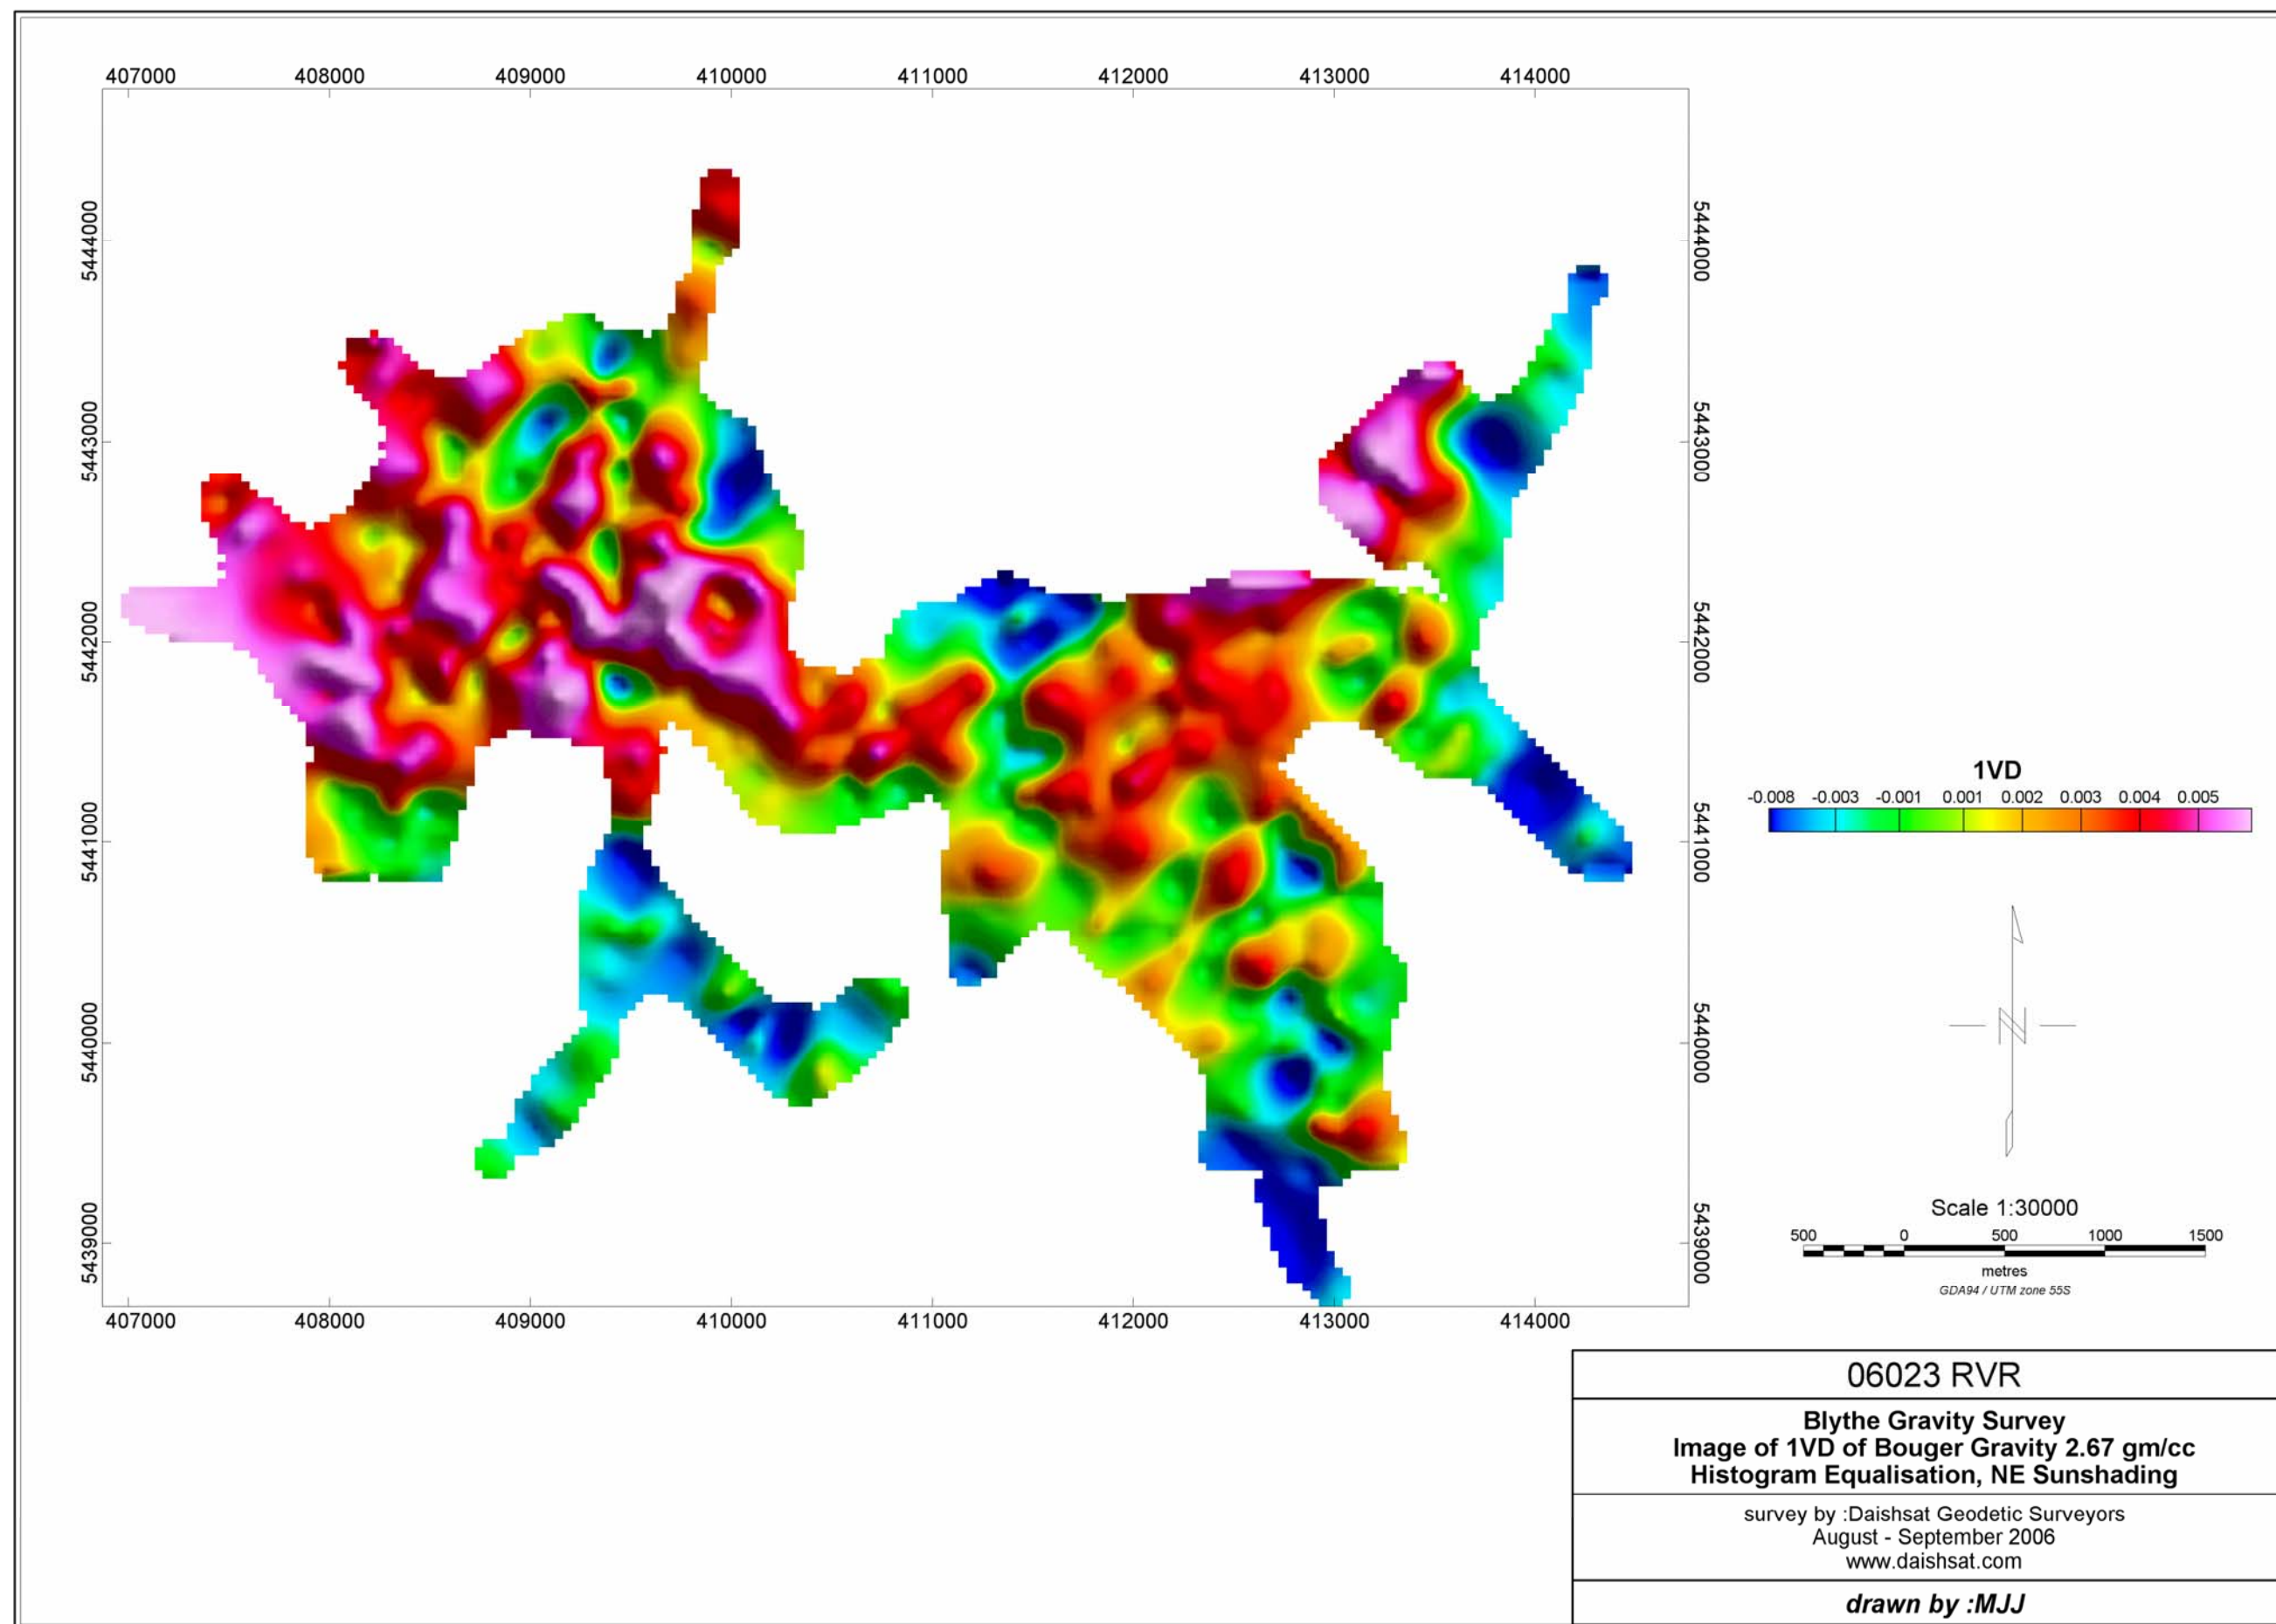 407000 408000 409000 410000 411000 412000 413000 414000
5444000 5444000
5443000 5443000
5442000 5442000
5441000 5441000
5440000 5440000
5439000 5439000
407000 408000 409000 410000 411000 412000 413000 414000
1VD
-0.008 -0.003 -0.001 0.001 0.002 0.003 0.004 0.005
N
Scale 1:30000
500 0 500 1000 1500
metres
GDA94 / UTM zone 55S
06023 RVR
Blythe Gravity Survey
Image of 1VD of Bouger Gravity 2.67 gm/cc
Histogram Equalisation, NE Sunshading
survey by :Daishsat Geodetic Surveyors
August - September 2006
www.daishsat.com
drawn by :MJJ